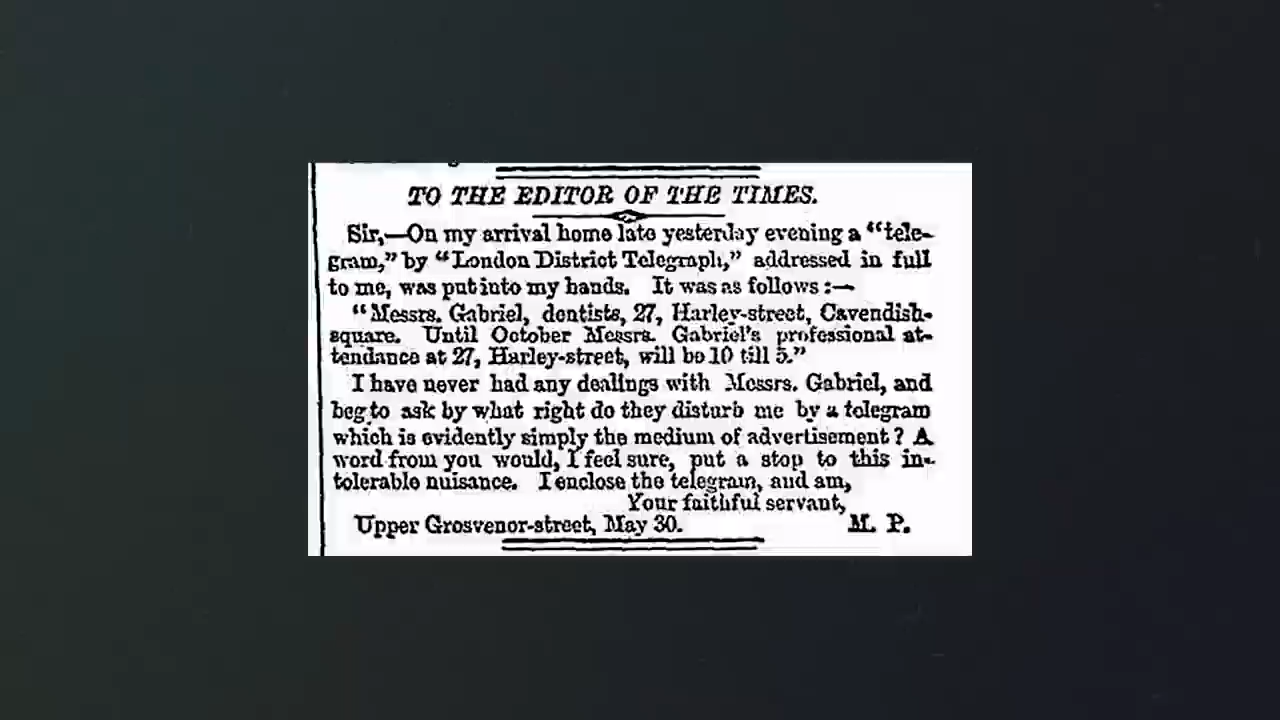 TO THE EDITOR OF THE TIMES.
Sir,—On my arrival home late yesterday evening a "tele-
gram," by "London District Telegraph," addressed in full
to me, was put into my hands. It was as follows :—
"Messrs. Gabriel, dentists, 27, Harley-street, Cavendish-
square. Until October Messrs. Gabriel's professional at-
tendance at 27, Harley-street, will be 10 till 5."
I have never had any dealings with Messrs. Gabriel, and
beg to ask by what right do they disturb me by a telegram
which is evidently simply the medium of advertisement ? A
word from you would, I feel sure, put a stop to this in-
tolerable nuisance. I enclose the telegram, and am,
Your faithful servant,
Upper Grosvenor-street, May 30. M. P.